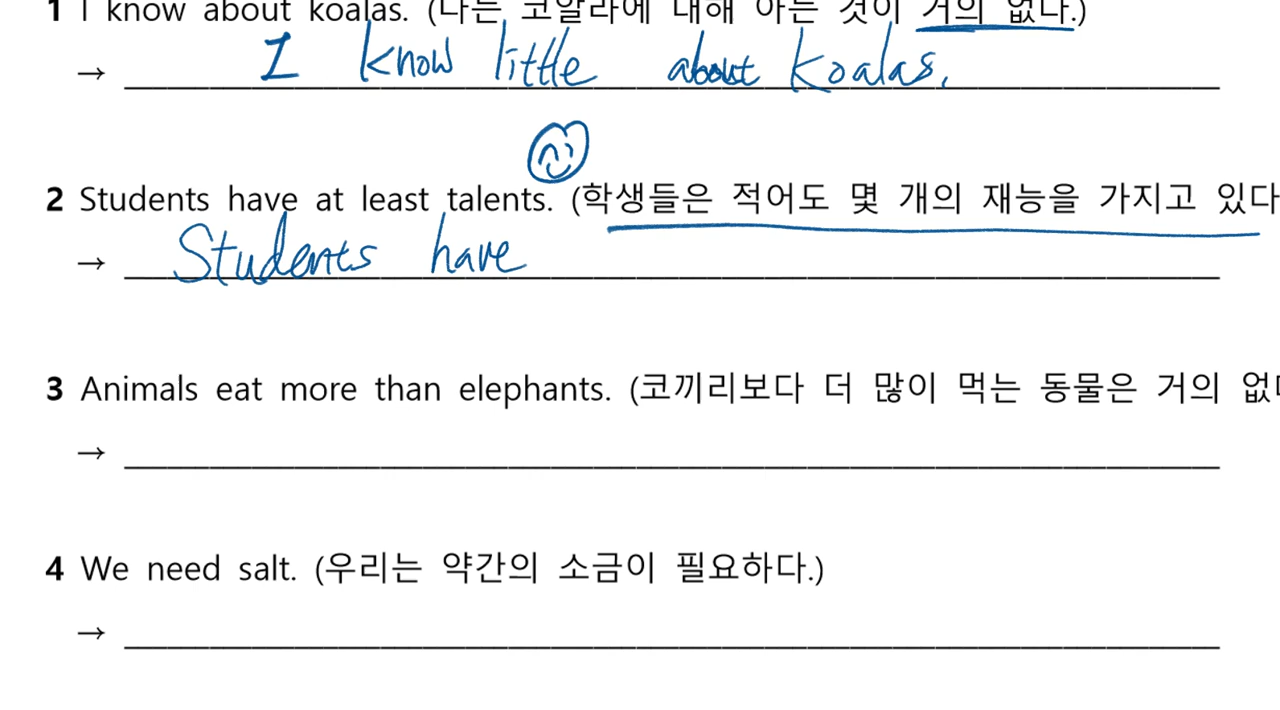 1 I know about koalas. (나는 코알라에 대해 아는 것이 거의 없다.)
→ I know little about koalas.
2 Students have at least talents. (학생들은 적어도 몇 개의 재능을 가지고 있다
→ Students have
3 Animals eat more than elephants. (코끼리보다 더 많이 먹는 동물은 거의 없다
→
4 We need salt. (우리는 약간의 소금이 필요하다.)
→